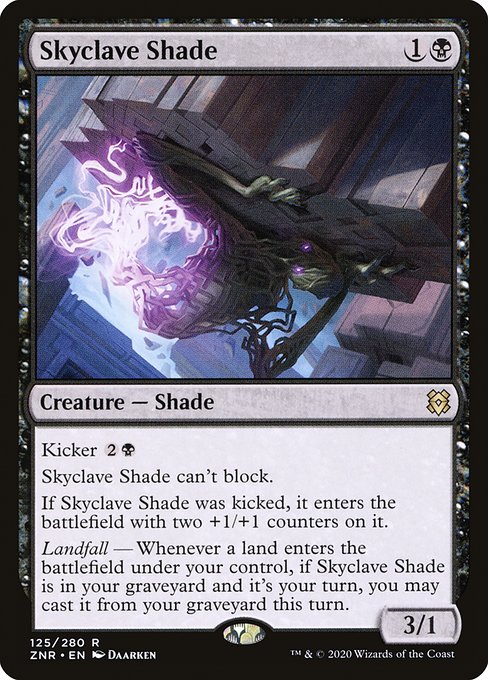 Skyclave Shade 1
Creature — Shade
Kicker 2
Skyclave Shade can't block.
If Skyclave Shade was kicked, it enters the
battlefield with two +1/+1 counters on it.
Landfall — Whenever a land enters the
battlefield under your control, if Skyclave Shade
is in your graveyard and it's your turn, you may
cast it from your graveyard this turn.
3/1
125/280 R
ZNR • EN Daarken
™ & © 2020 Wizards of the Coast